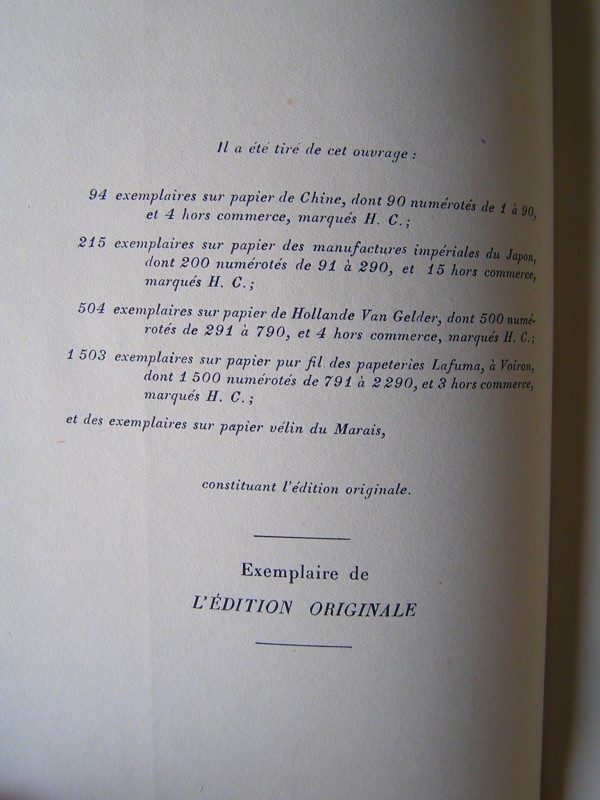 Il a été tiré de cet ouvrage :
94 exemplaires sur papier de Chine, dont 90 numérotés de 1 à 90,
et 4 hors commerce, marqués H. C. ;
215 exemplaires sur papier des manufactures impériales du Japon,
dont 200 numérotés de 91 à 290, et 15 hors commerce,
marqués H. C. ;
504 exemplaires sur papier de Hollande Van Gelder, dont 500 numé-
rotés de 291 à 790, et 4 hors commerce, marqués H. C. ;
1 503 exemplaires sur papier pur fil des papeteries Lafuma, à Voiron,
dont 1 500 numérotés de 791 à 2 290, et 3 hors commerce,
marqués H. C. ;
et des exemplaires sur papier vélin du Marais,
constituant l'édition originale.
Exemplaire de
L'ÉDITION ORIGINALE